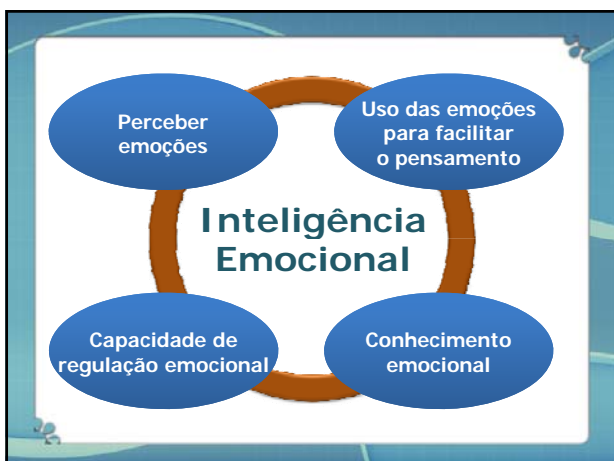 Perceber
emoções
Uso das emoções
para facilitar
o pensamento
Inteligência
Emocional
Capacidade de
regulação emocional
Conhecimento
emocional